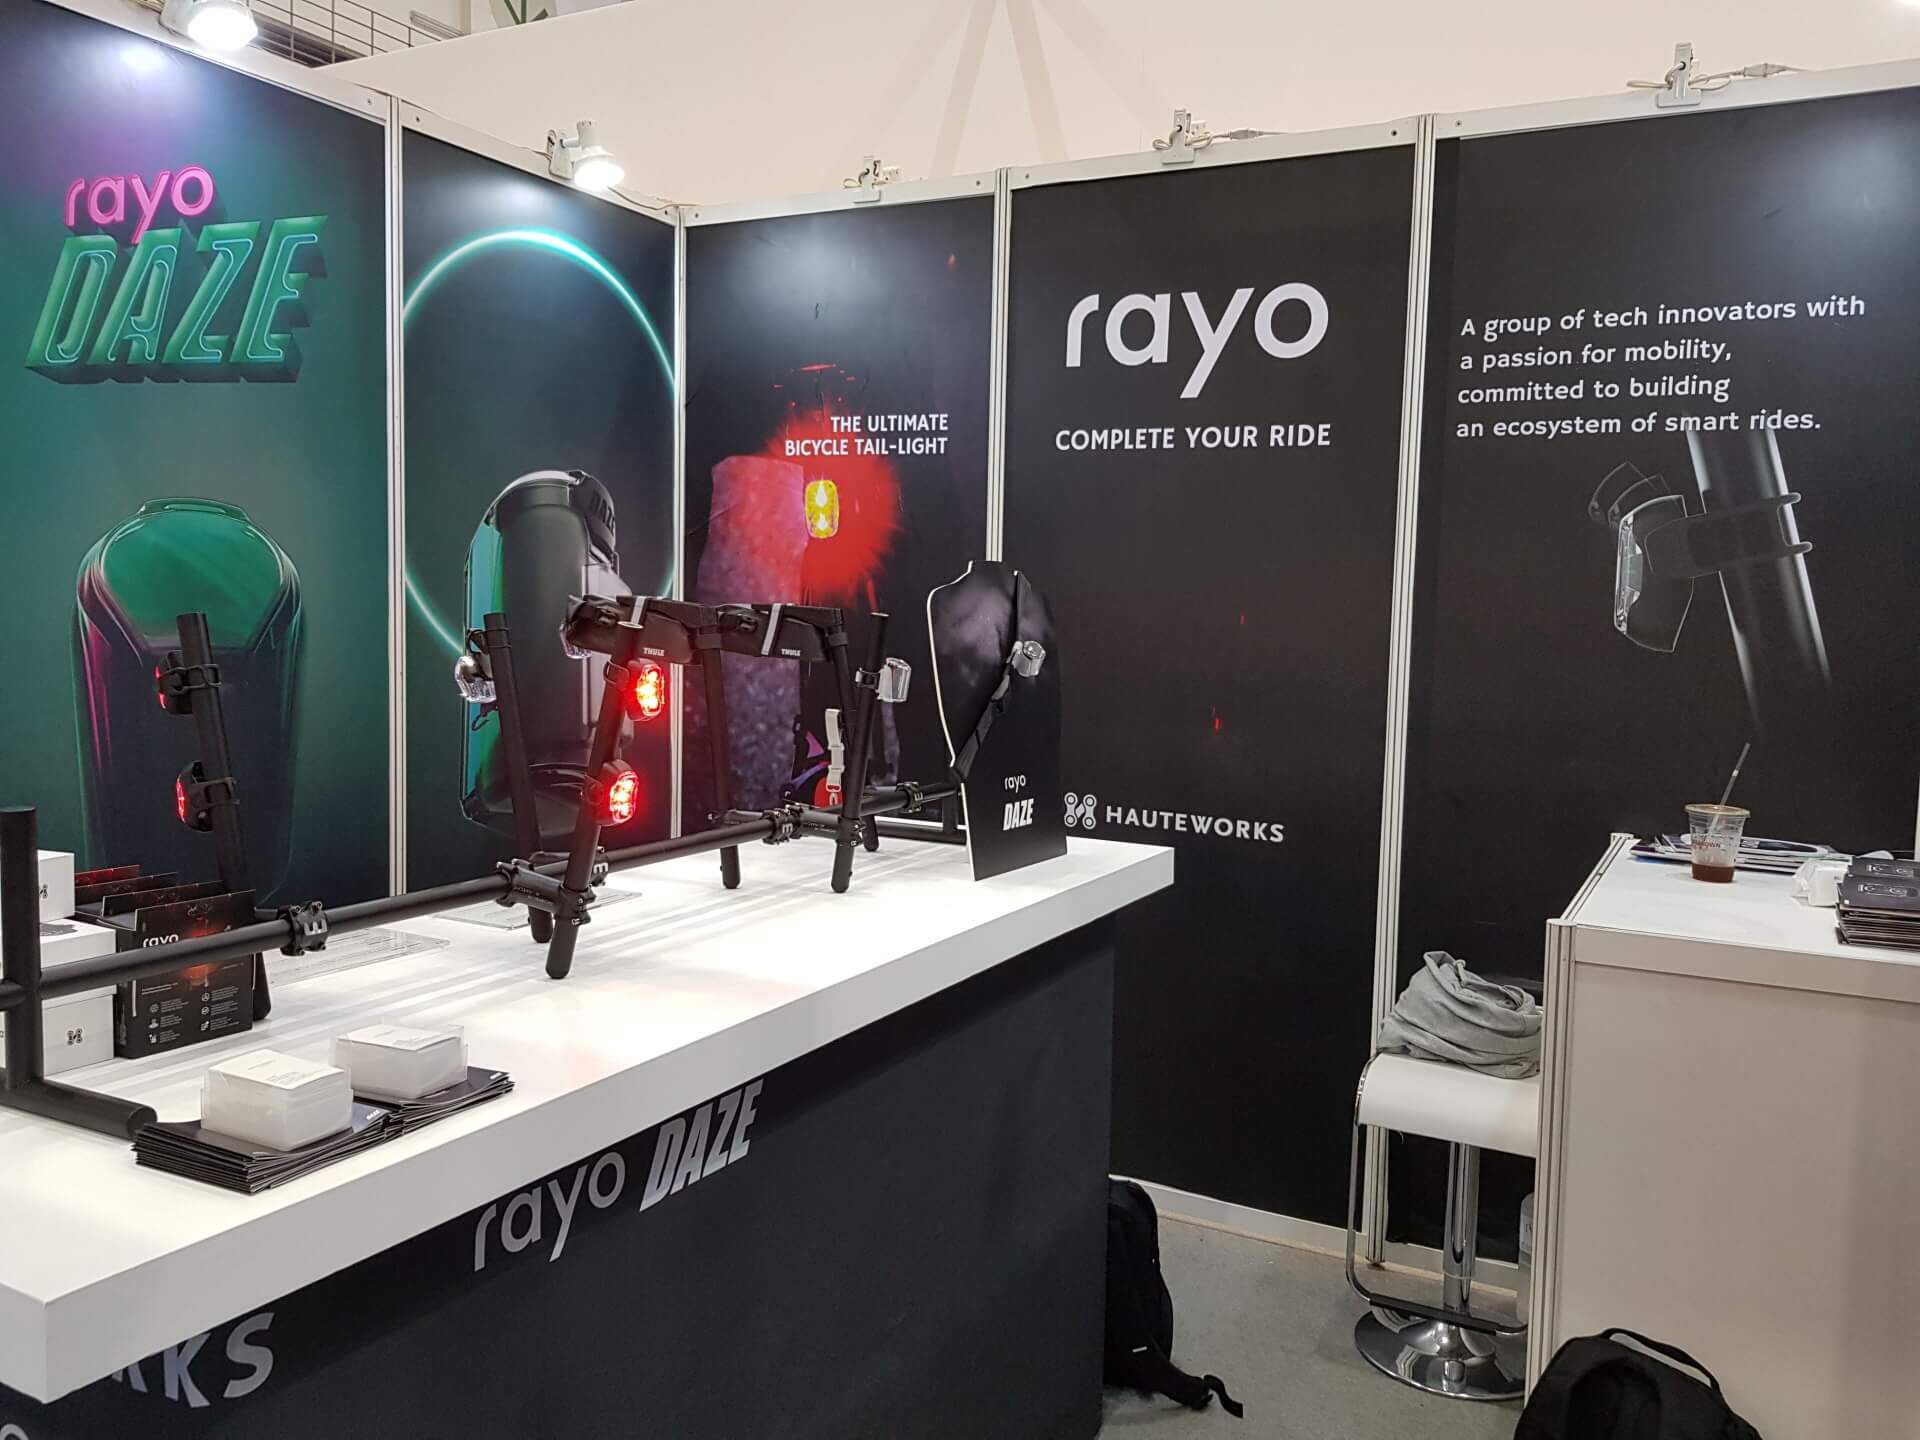 rayo
DAZE
DAZE
THE ULTIMATE
BICYCLE TAIL-LIGHT
rayo
COMPLETE YOUR RIDE
HAUTEWORKS
A group of tech innovators with
a passion for mobility,
committed to building
an ecosystem of smart rides.
THULE
THULE
rayo
DAZE
rayo
rayo DAZE
RKS